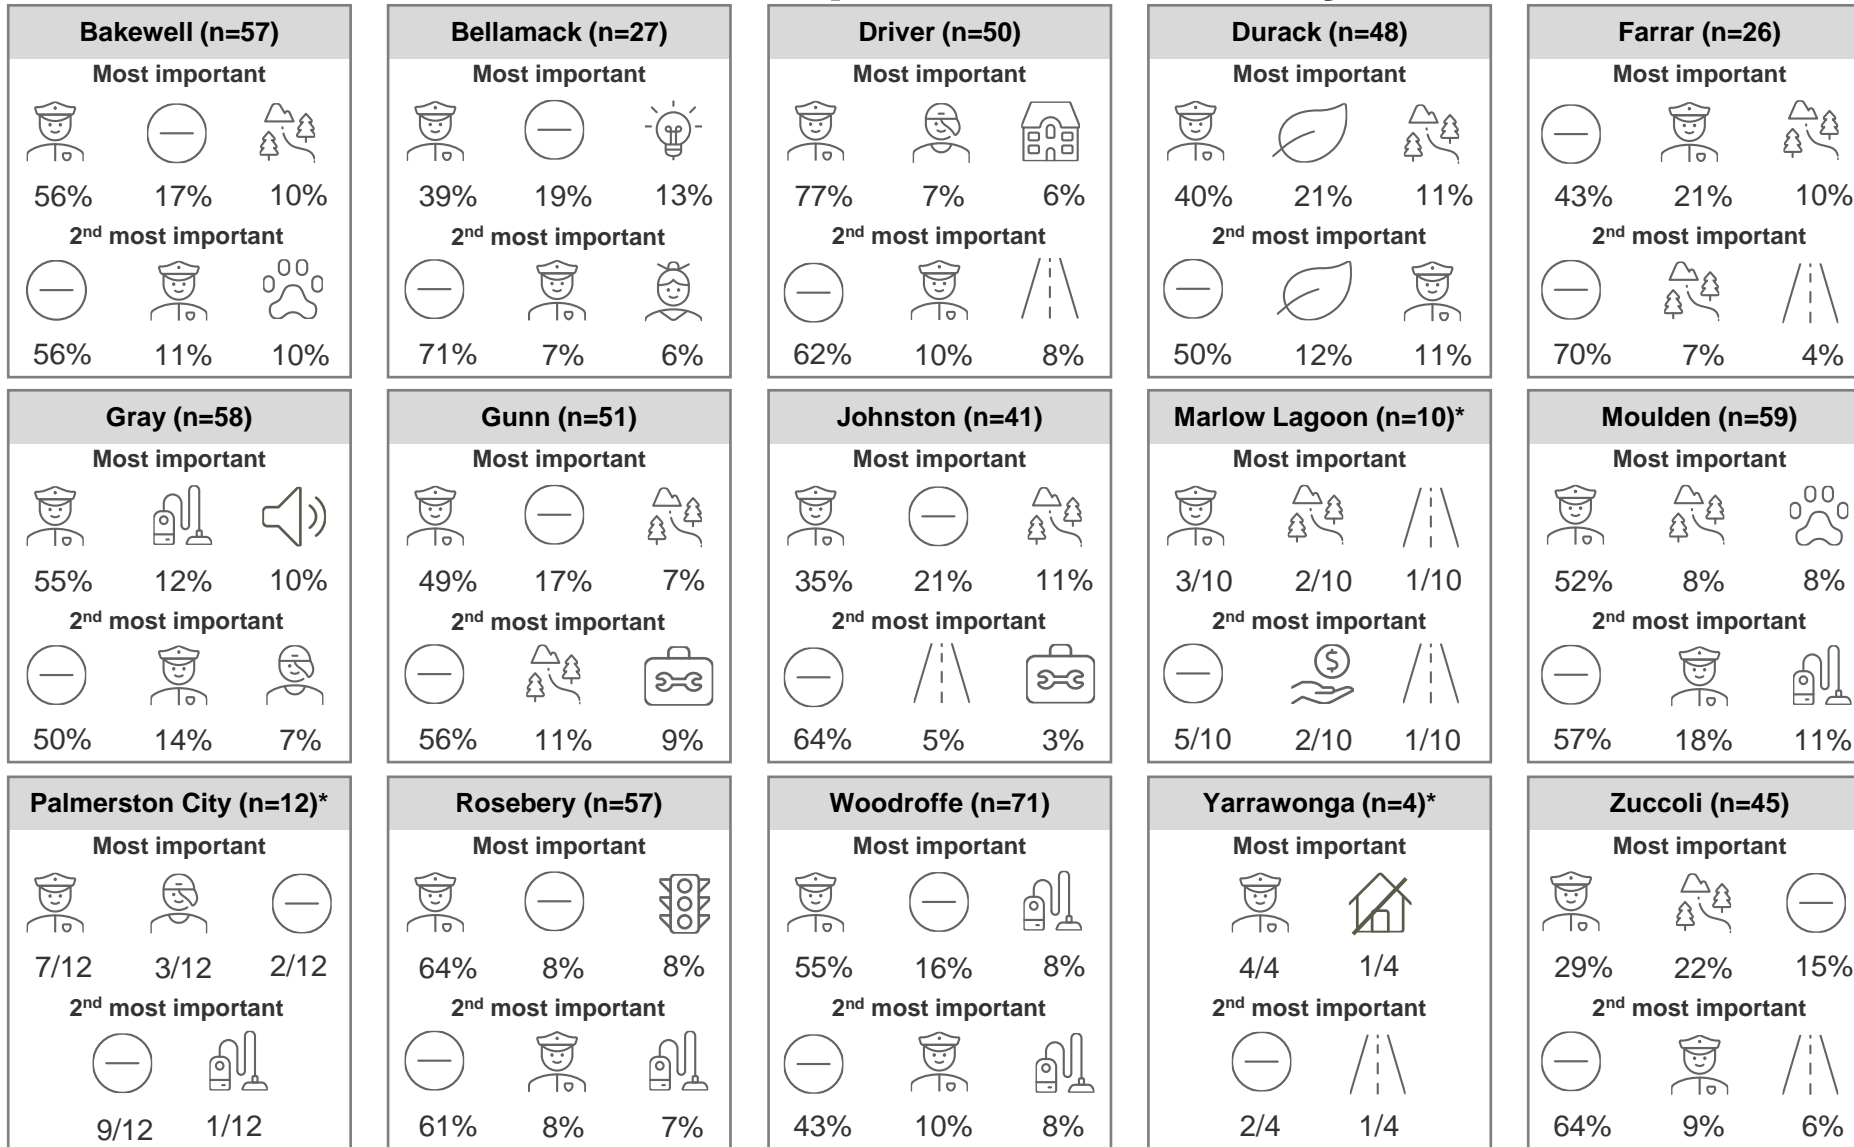 Bakewell (n=57)
Most important
56% 17% 10%
2nd most important
56% 11% 10%
Bellamack (n=27)
Most important
39% 19% 13%
2nd most important
71% 7% 6%
Driver (n=50)
Most important
77% 7% 6%
2nd most important
62% 10% 8%
Durack (n=48)
Most important
40% 21% 11%
2nd most important
50% 12% 11%
Farrar (n=26)
Most important
43% 21% 10%
2nd most important
70% 7% 4%
Gray (n=58)
Most important
55% 12% 10%
2nd most important
50% 14% 7%
Gunn (n=51)
Most important
49% 17% 7%
2nd most important
56% 11% 9%
Johnston (n=41)
Most important
35% 21% 11%
2nd most important
64% 5% 3%
Marlow Lagoon (n=10)*
Most important
3/10 2/10 1/10
2nd most important
$
5/10 2/10 1/10
Moulden (n=59)
Most important
52% 8% 8%
2nd most important
57% 18% 11%
Palmerston City (n=12)*
Most important
7/12 3/12 2/12
2nd most important
9/12 1/12
Rosebery (n=57)
Most important
64% 8% 8%
2nd most important
61% 8% 7%
Woodroffe (n=71)
Most important
55% 16% 8%
2nd most important
43% 10% 8%
Yarrawonga (n=4)*
Most important
4/4 1/4
2nd most important
2/4 1/4
Zuccoli (n=45)
Most important
29% 22% 15%
2nd most important
64% 9% 6%